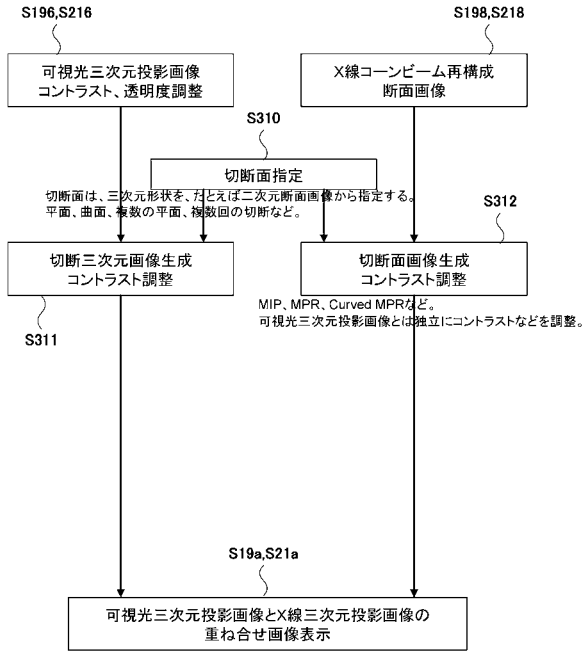 S196,S216
S198,S218
可視光三次元投影画像
コントラスト、透明度調整
X線コーンビーム再構成
断面画像
S310
切断面指定
切断面は、三次元形状を、たとえば二次元断面画像から指定する。
平面、曲面、複数の平面、複数回の切断など。
S312
切断三次元画像生成
コントラスト調整
切断面画像生成
コントラスト調整
MIP、MPR、Curved MPRなど。
可視光三次元投影画像とは独立にコントラストなどを調整。
S311
S19a,S21a
可視光三次元投影画像とX線三次元投影画像の
重ね合せ画像表示